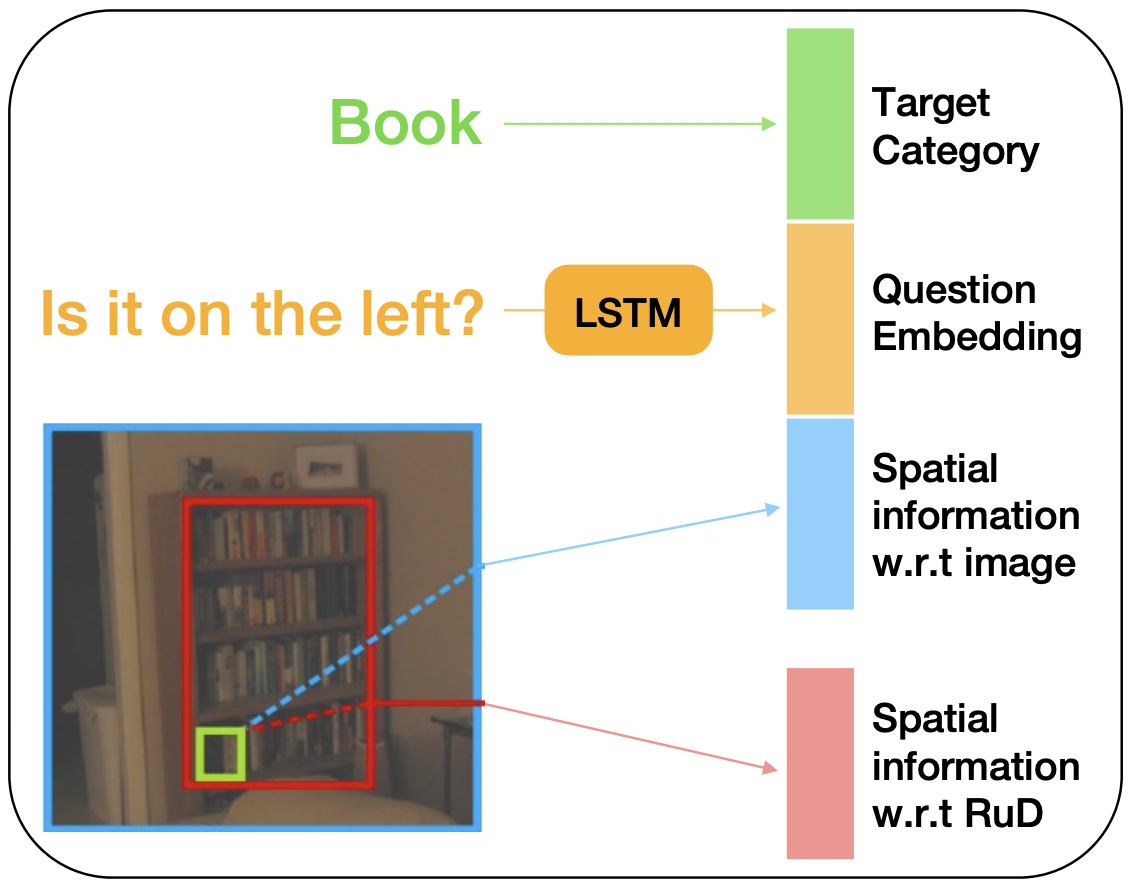 Book
Target
Category
Is it on the left?
LSTM
Question
Embedding
Spatial
information
w.r.t image
Spatial
information
w.r.t RuD